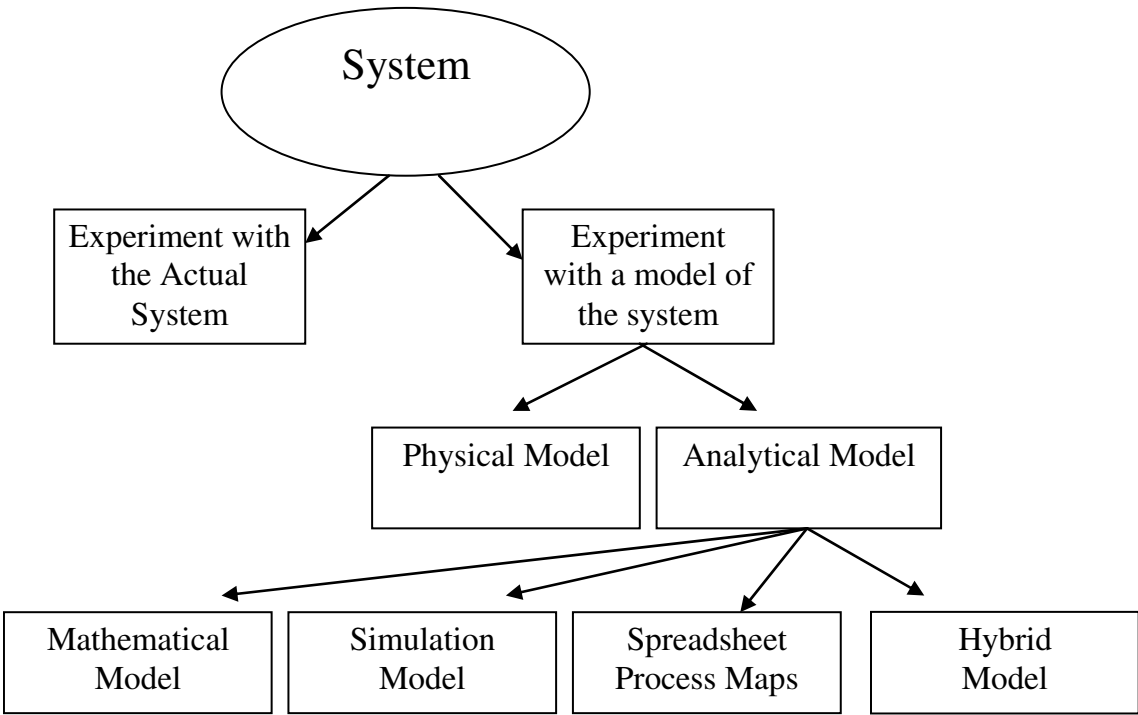 System
Experiment with
the Actual
System
Experiment
with a model of
the system
Physical Model
Analytical Model
Mathematical
Model
Simulation
Model
Spreadsheet
Process Maps
Hybrid
Model